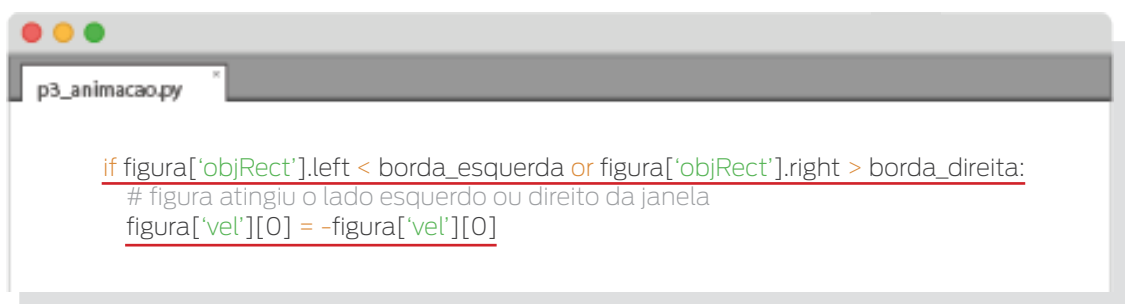 p3_animacao.py ×
if figura[‘objRect’].left < borda_esquerda or figura[‘objRect’].right > borda_direita:
# figura atingiu o lado esquerdo ou direito da janela
figura[‘vel’][0] = -figura[‘vel’][0]